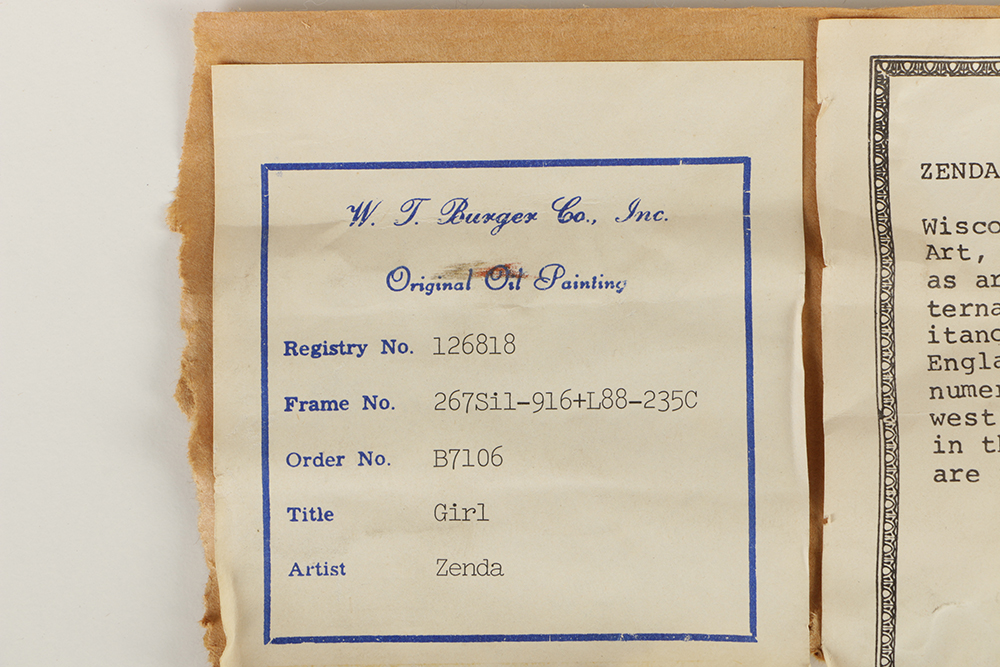 W. T. Burger Co., Inc.
Original Oil Painting
Registry No. 126818
Frame No. 267Sil-916+L88-235C
Order No. B7106
Title Girl
Artist Zenda
ZENDA
Wisco
Art,
as ar
terna
itanc
Engla
numer
west
in th
are